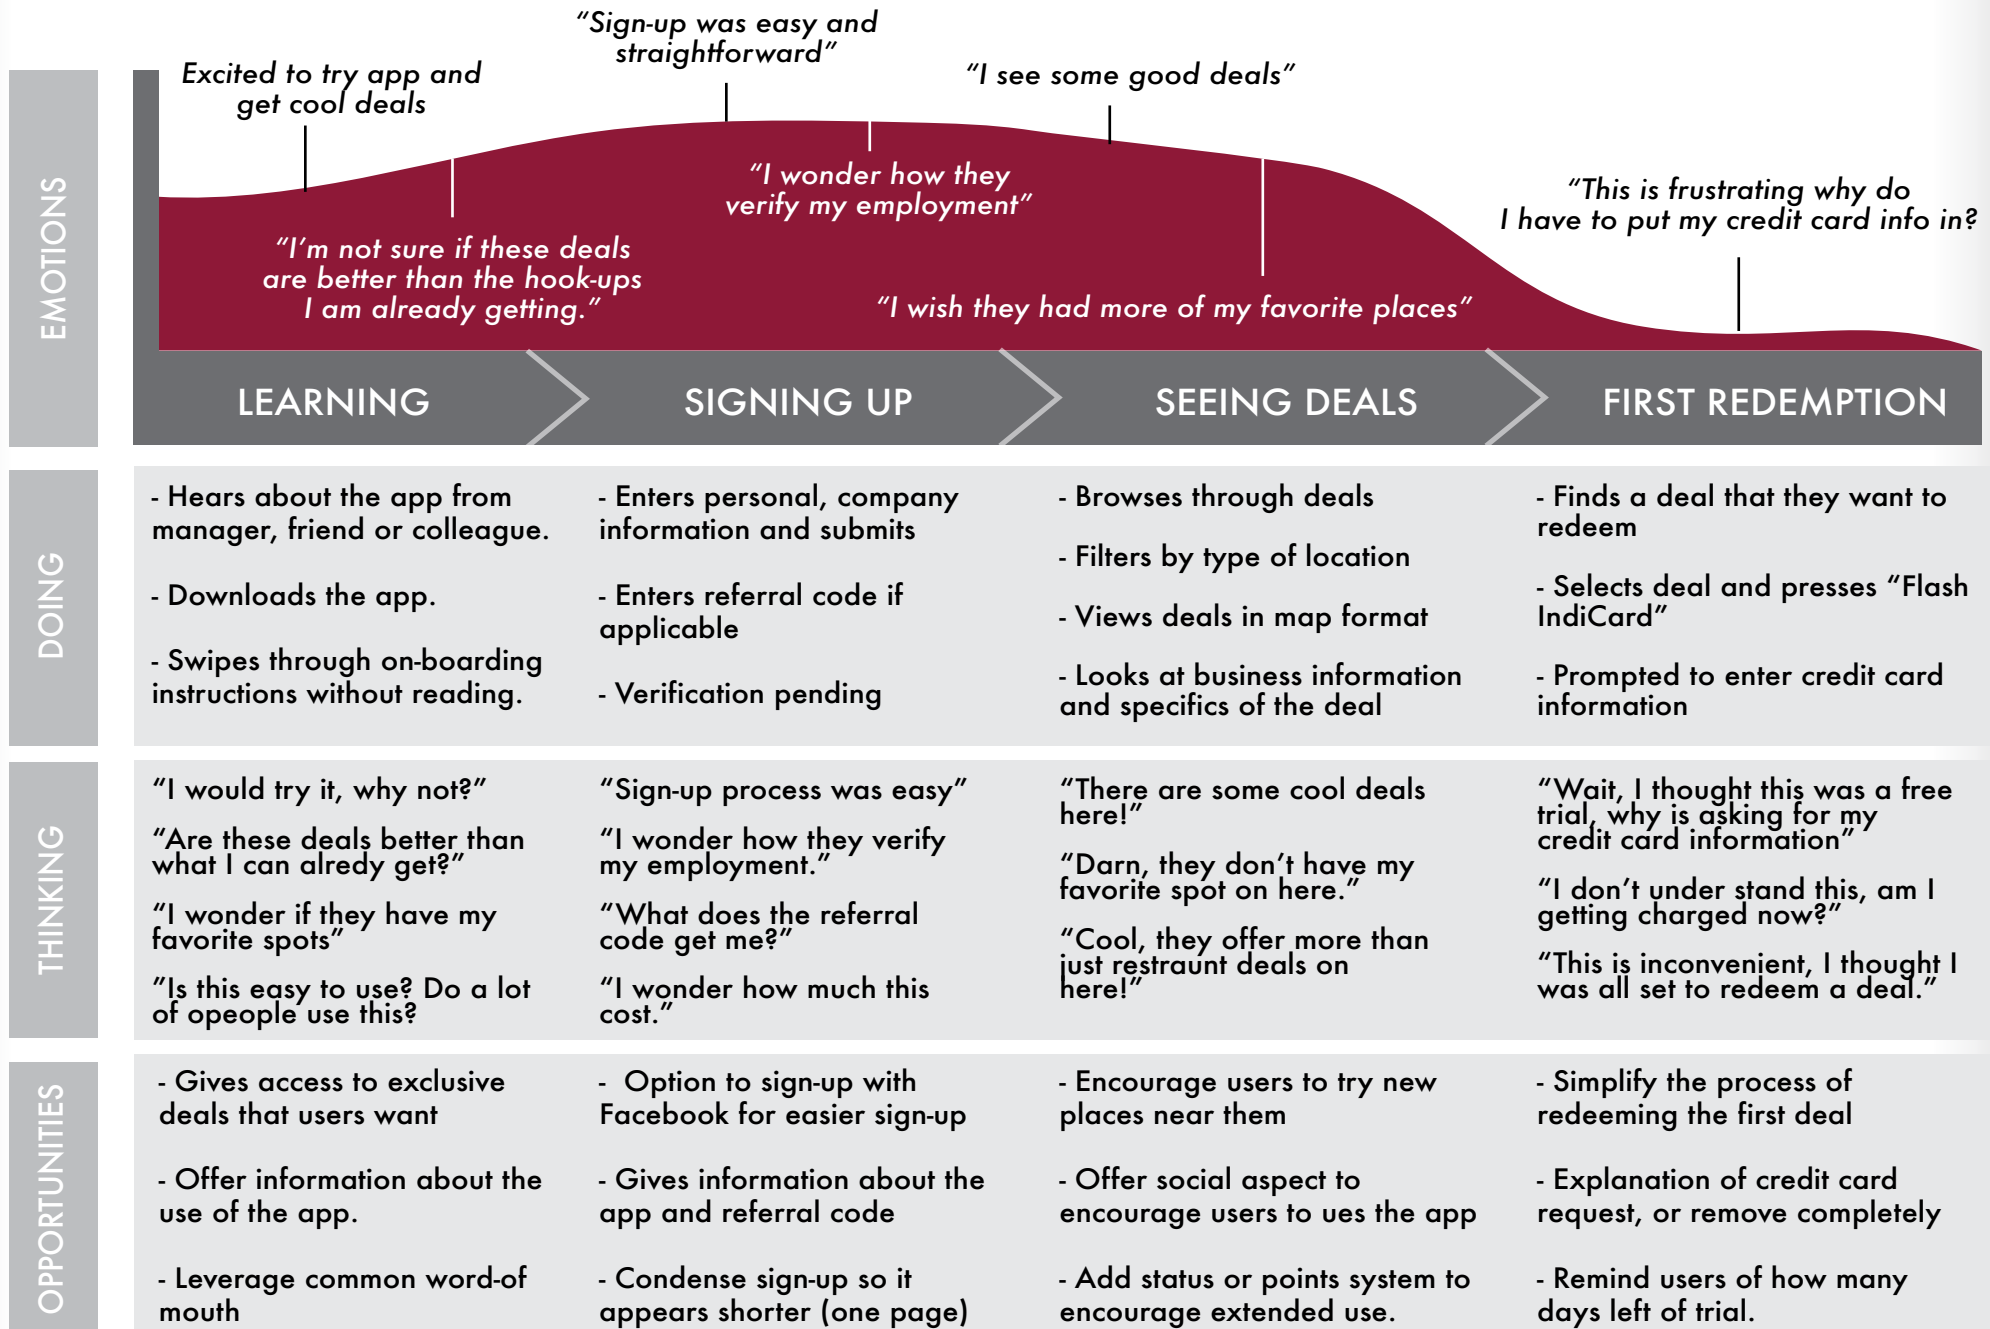 “Sign-up was easy and
straightforward”
Excited to try app and
get cool deals
“I see some good deals”
“I wonder how they
verify my employment”
“This is frustrating why do
I have to put my credit card info in?
“I’m not sure if these deals
are better than the hook-ups
I am already getting.”
“I wish they had more of my favorite places”
EMOTIONS
LEARNING
SIGNING UP
SEEING DEALS
FIRST REDEMPTION
DOING
- Hears about the app from
manager, friend or colleague.
- Downloads the app.
- Swipes through on-boarding
instructions without reading.
- Enters personal, company
information and submits
- Enters referral code if
applicable
- Verification pending
- Browses through deals
- Filters by type of location
- Views deals in map format
- Looks at business information
and specifics of the deal
- Finds a deal that they want to
redeem
- Selects deal and presses “Flash
IndiCard”
- Prompted to enter credit card
information
THINKING
“I would try it, why not?”
“Are these deals better than
what I can alredy get?”
“I wonder if they have my
favorite spots”
“Is this easy to use? Do a lot
of opeople use this?
“Sign-up process was easy”
“I wonder how they verify
my employment.”
“What does the referral
code get me?”
“I wonder how much this
cost.”
“There are some cool deals
here!”
“Darn, they don’t have my
favorite spot on here.”
“Cool, they offer more than
just restraunt deals on
here!”
“Wait, I thought this was a free
trial, why is asking for my
credit card information”
“I don’t under stand this, am I
getting charged now?”
“This is inconvenient, I thought I
was all set to redeem a deal.”
OPPORTUNITIES
- Gives access to exclusive
deals that users want
- Offer information about the
use of the app.
- Leverage common word-of
mouth
- Option to sign-up with
Facebook for easier sign-up
- Gives information about the
app and referral code
- Condense sign-up so it
appears shorter (one page)
- Encourage users to try new
places near them
- Offer social aspect to
encourage users to ues the app
- Add status or points system to
encourage extended use.
- Simplify the process of
redeeming the first deal
- Explanation of credit card
request, or remove completely
- Remind users of how many
days left of trial.